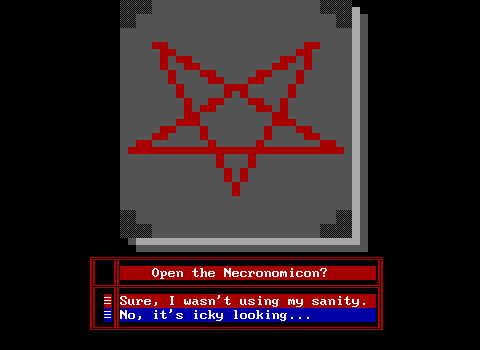 Open the Necronomicon?
Sure, I wasn't using my sanity.
No, it's icky looking...